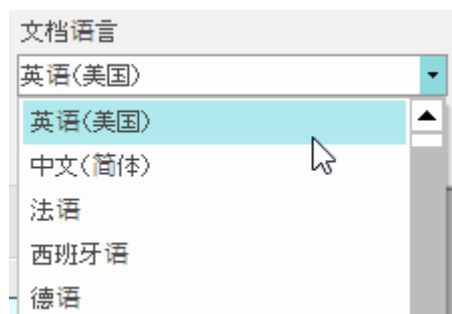 文档语言
英语(美国)
英语(美国)
中文(简体)
法语
西班牙语
德语